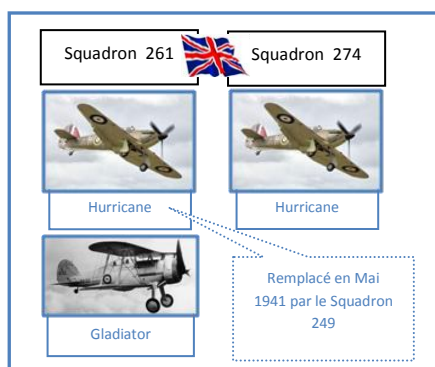 Squadron 261
Squadron 274
Hurricane
Hurricane
Remplacé en Mai
1941 par le Squadron
249
Gladiator